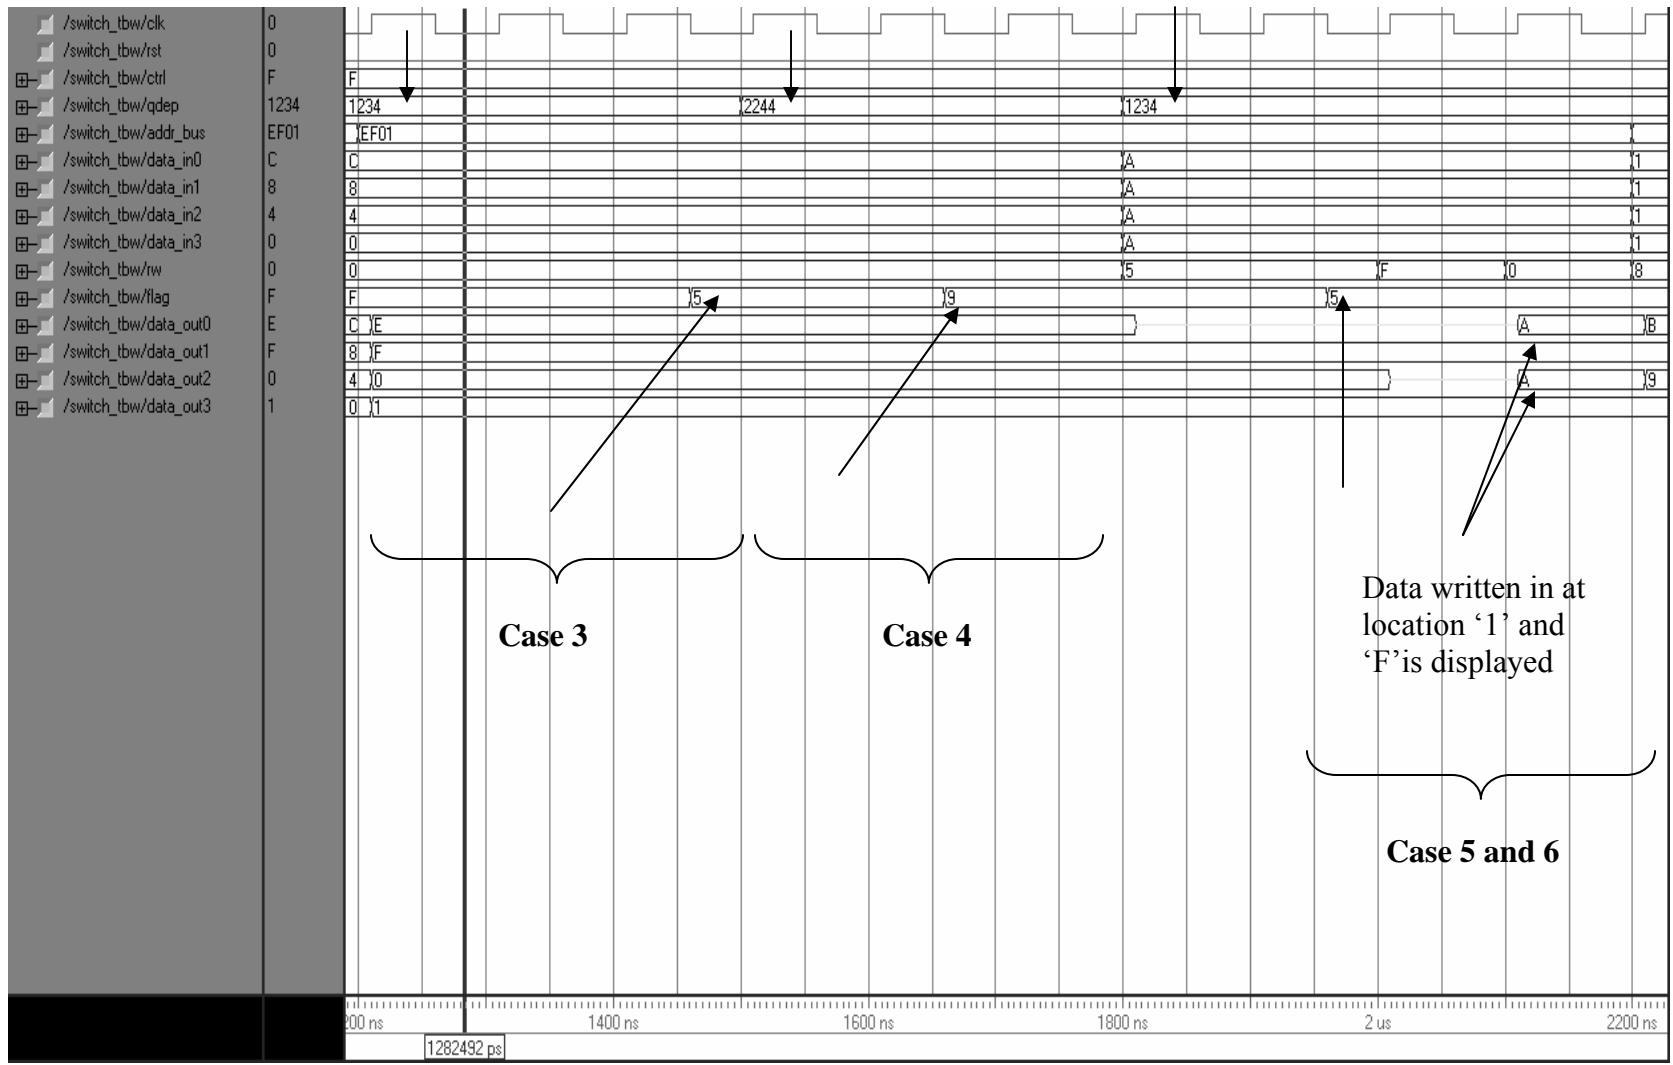 /switch_tbw/clk 0
/switch_tbw/rst 0
/switch_tbw/ctrl F F
/switch_tbw/qdep 1234 1234 2244 1234
/switch_tbw/addr_bus EF01 EF01
/switch_tbw/data_in0 C C A 1
/switch_tbw/data_in1 8 8 A 1
/switch_tbw/data_in2 4 4 A 1
/switch_tbw/data_in3 0 0 A 1
/switch_tbw/rw 0 0 5 F 0 8
/switch_tbw/flag F F 5 9 5
/switch_tbw/data_out0 E C E A B
/switch_tbw/data_out1 F 8 F
/switch_tbw/data_out2 0 4 0 A 9
/switch_tbw/data_out3 1 0 1
Data written in at
location ‘1’ and
‘F’is displayed
Case 3
Case 4
Case 5 and 6
200 ns 1400 ns 1600 ns 1800 ns 2 us 2200 ns
1282492 ps